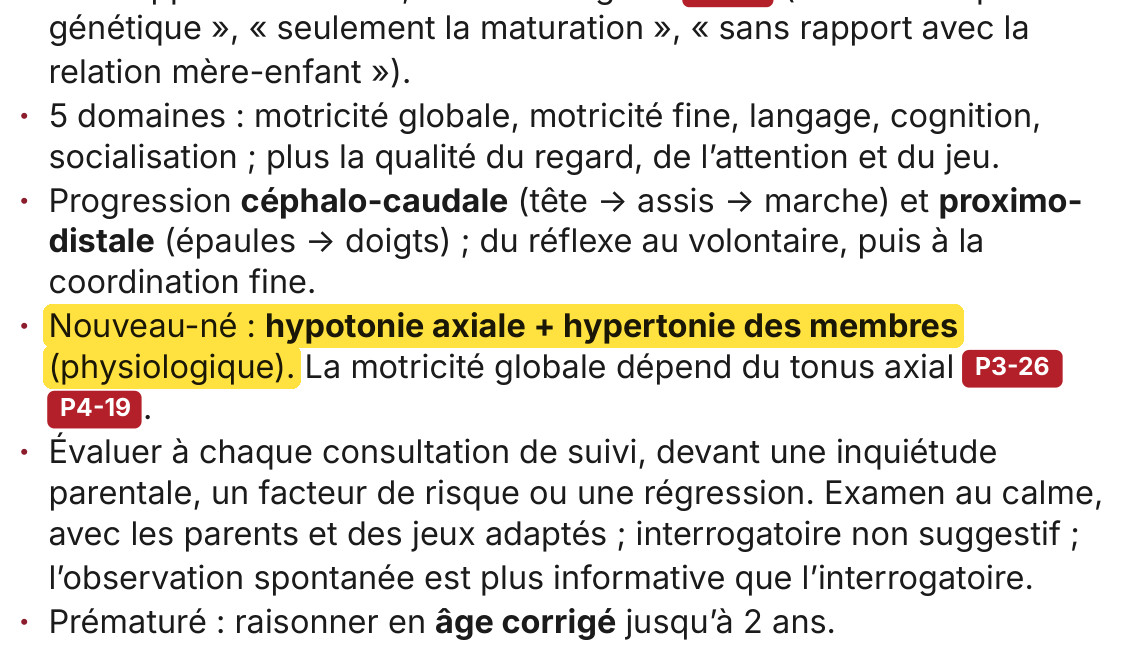 génétique », « seulement la maturation », « sans rapport avec la
relation mère-enfant »).
• 5 domaines : motricité globale, motricité fine, langage, cognition,
socialisation ; plus la qualité du regard, de l’attention et du jeu.
• Progression céphalo-caudale (tête → assis → marche) et proximo-
distale (épaules → doigts) ; du réflexe au volontaire, puis à la
coordination fine.
• Nouveau-né : hypotonie axiale + hypertonie des membres
(physiologique). La motricité globale dépend du tonus axial P3-26
P4-19.
• Évaluer à chaque consultation de suivi, devant une inquiétude
parentale, un facteur de risque ou une régression. Examen au calme,
avec les parents et des jeux adaptés ; interrogatoire non suggestif ;
l’observation spontanée est plus informative que l’interrogatoire.
• Prématuré : raisonner en âge corrigé jusqu’à 2 ans.